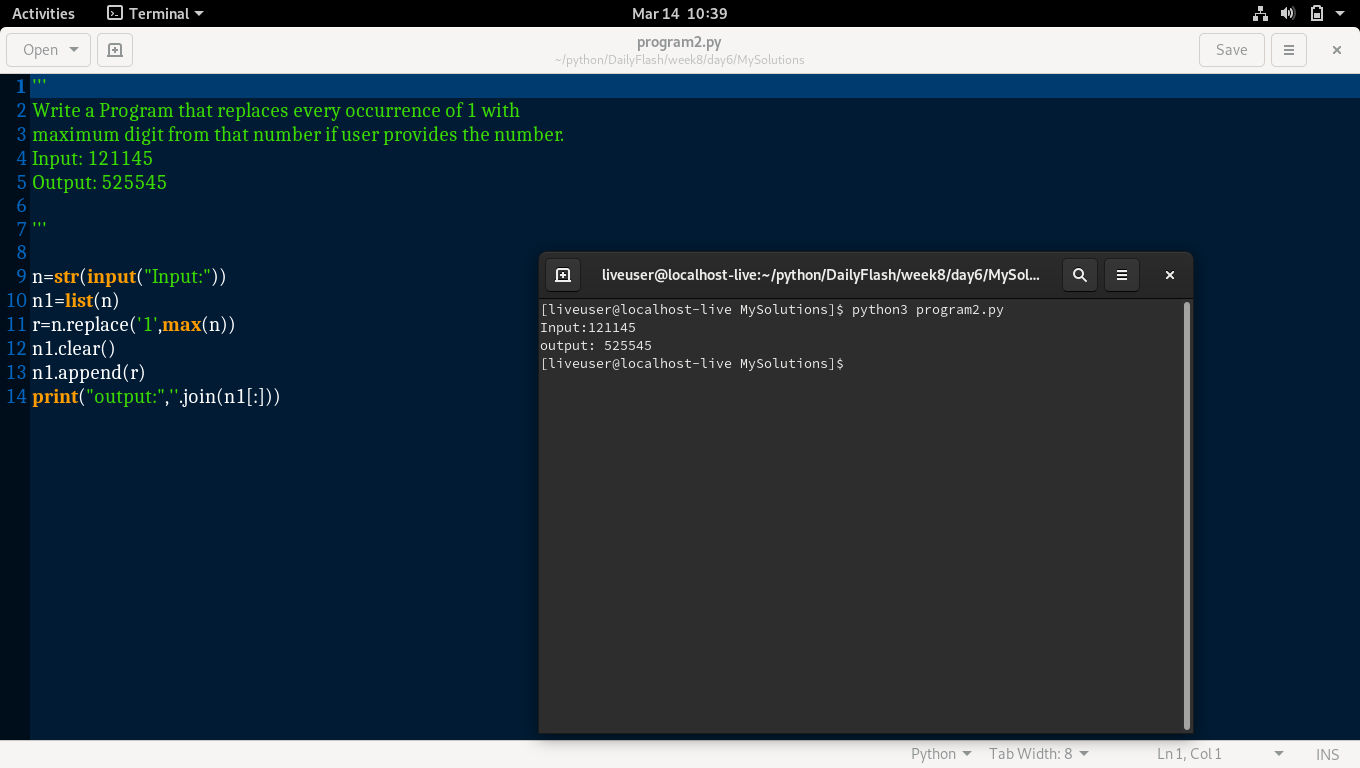 Activities Terminal Mar 14 10:39
Open program2.py Save
~/python/DailyFlash/week8/day6/MySolutions
1 '''
2 Write a Program that replaces every occurrence of 1 with
3 maximum digit from that number if user provides the number.
4 Input: 121145
5 Output: 525545
6
7 '''
8
9 n=str(input("Input:"))
10 n1=list(n)
11 r=n.replace('1',max(n))
12 n1.clear()
13 n1.append(r)
14 print("output:",''.join(n1[:]))
liveuser@localhost-live:~/python/DailyFlash/week8/day6/MySol...
[liveuser@localhost-live MySolutions]$ python3 program2.py
Input:121145
output: 525545
[liveuser@localhost-live MySolutions]$
Python Tab Width: 8 Ln 1, Col 1 INS